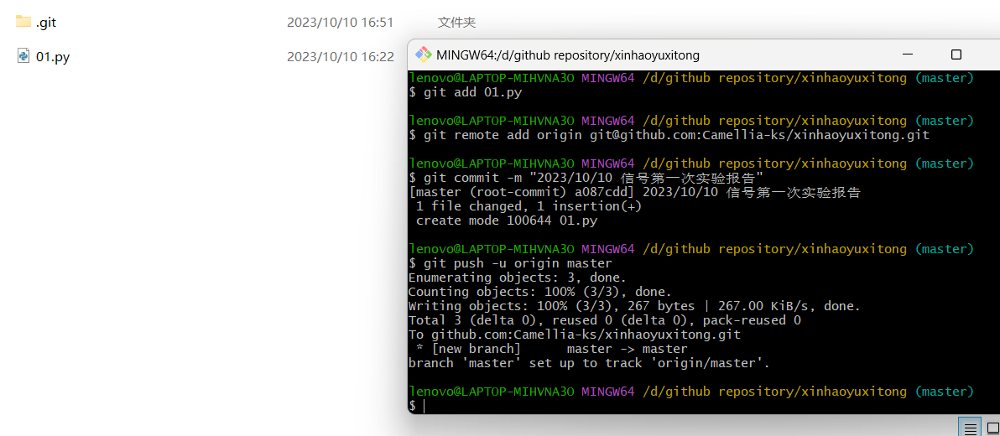 .git 2023/10/10 16:51 文件夹
01.py 2023/10/10 16:22
MINGW64:/d/github repository/xinhaoyuxitong
lenovo@LAPTOP-MIHVNA3O MINGW64 /d/github repository/xinhaoyuxitong (master)
$ git add 01.py
lenovo@LAPTOP-MIHVNA3O MINGW64 /d/github repository/xinhaoyuxitong (master)
$ git remote add origin git@github.com:Camellia-ks/xinhaoyuxitong.git
lenovo@LAPTOP-MIHVNA3O MINGW64 /d/github repository/xinhaoyuxitong (master)
$ git commit -m "2023/10/10 信号第一次实验报告"
[master (root-commit) a087cdd] 2023/10/10 信号第一次实验报告
 1 file changed, 1 insertion(+)
 create mode 100644 01.py
lenovo@LAPTOP-MIHVNA3O MINGW64 /d/github repository/xinhaoyuxitong (master)
$ git push -u origin master
Enumerating objects: 3, done.
Counting objects: 100% (3/3), done.
Writing objects: 100% (3/3), 267 bytes | 267.00 KiB/s, done.
Total 3 (delta 0), reused 0 (delta 0), pack-reused 0
To github.com:Camellia-ks/xinhaoyuxitong.git
 * [new branch]      master -> master
branch 'master' set up to track 'origin/master'.
lenovo@LAPTOP-MIHVNA3O MINGW64 /d/github repository/xinhaoyuxitong (master)
$